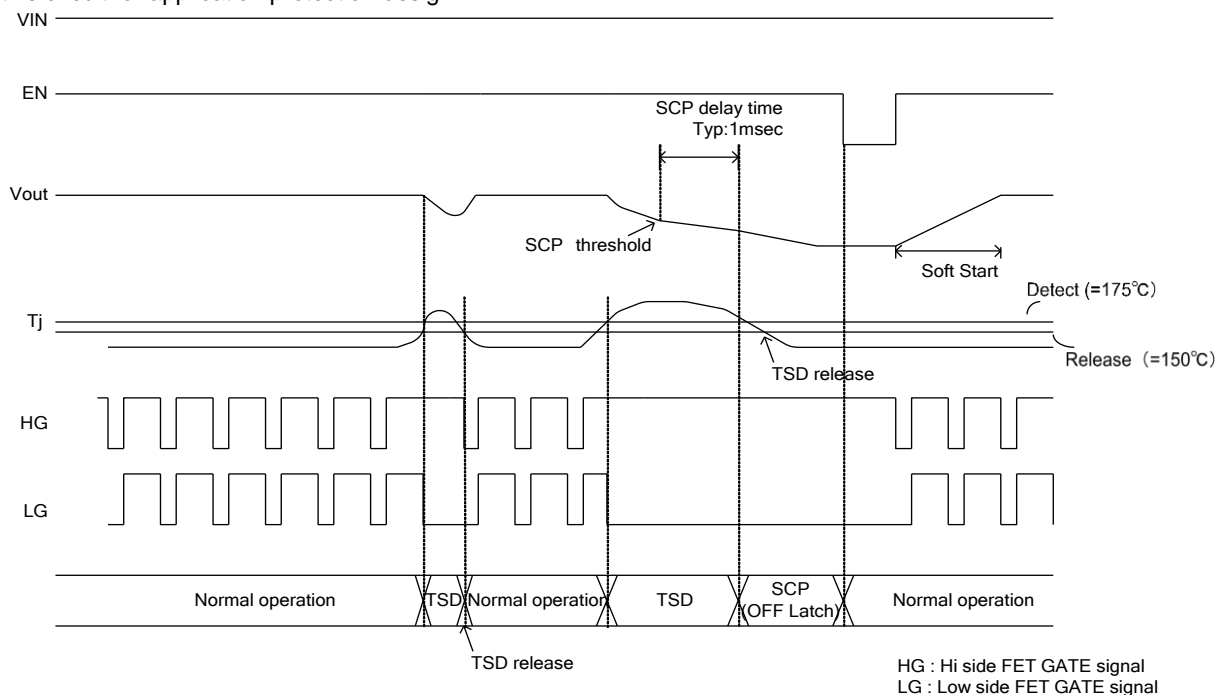 VIN
EN
SCP delay time
Typ:1msec
Vout
SCP threshold
Soft Start
Detect (=175℃)
Tj
Release （=150℃）
TSD release
HG
LG
Normal operation
TSD
Normal operation
TSD
SCP
(OFF Latch)
Normal operation
TSD release
HG : Hi side FET GATE signal
LG : Low side FET GATE signal